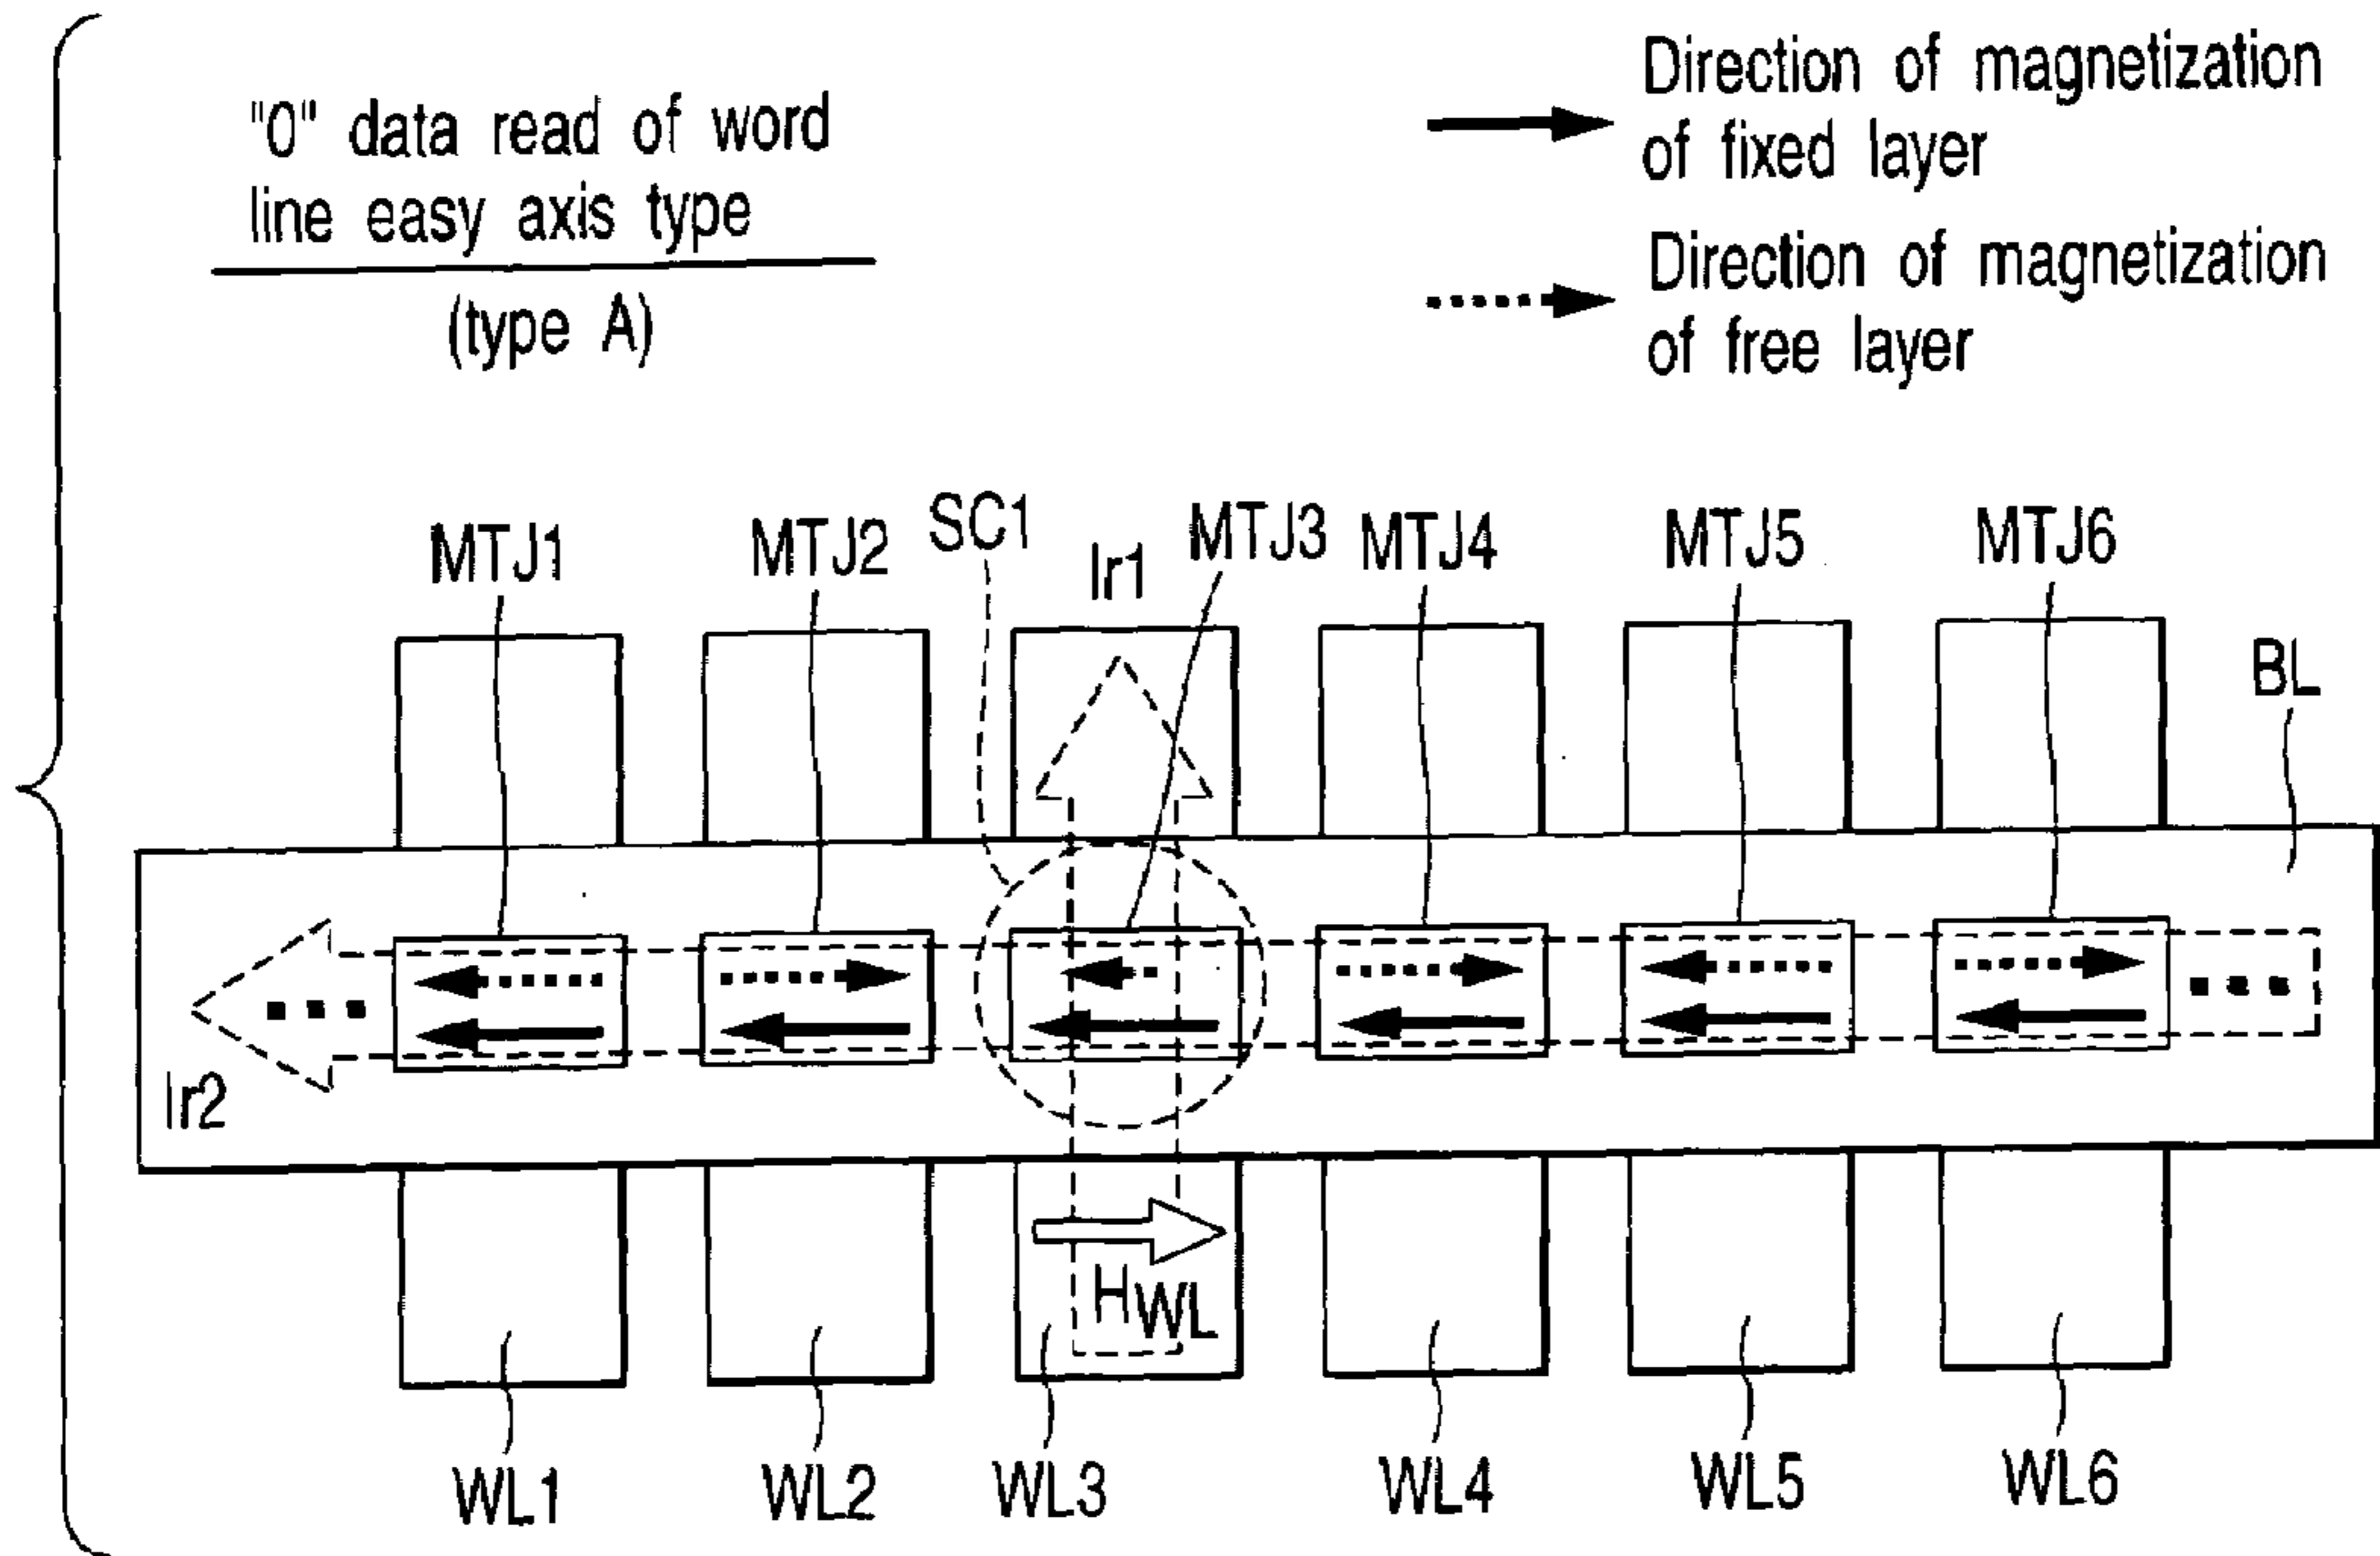 "0" data read of word
line easy axis type
(type A)
Direction of magnetization
of fixed layer
Direction of magnetization
of free layer
MTJ1
MTJ2
SC1
Ir1
MTJ3
MTJ4
MTJ5
MTJ6
BL
Ir2
HWL
WL1
WL2
WL3
WL4
WL5
WL6